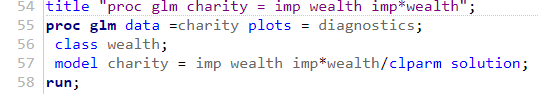 54 title "proc glm charity = imp wealth imp*wealth";
55 proc glm data =charity plots = diagnostics;
56 class wealth;
57 model charity = imp wealth imp*wealth/clparm solution;
58 run;